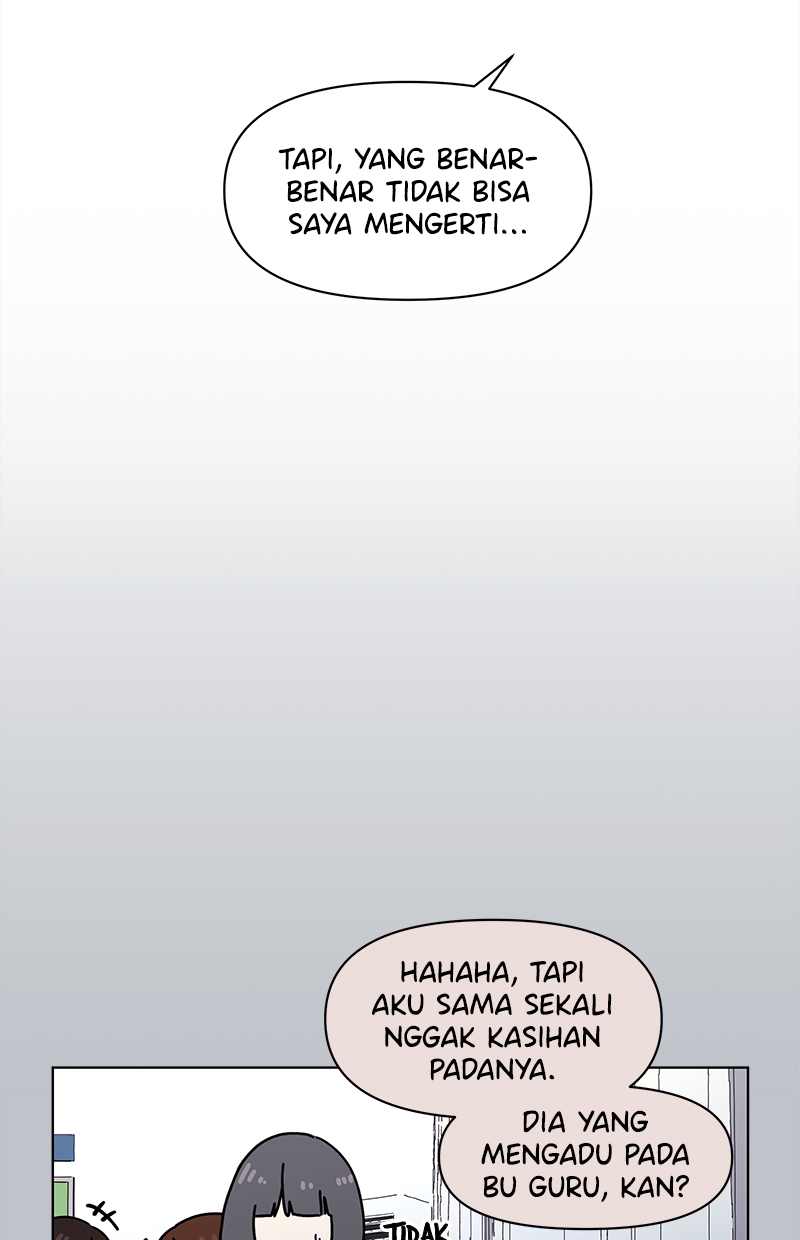 TAPI, YANG BENAR-
BENAR TIDAK BISA
SAYA MENGERTI...
HAHAHA, TAPI
AKU SAMA SEKALI
NGGAK KASIHAN
PADANYA.
DIA YANG
MENGADU PADA
BU GURU, KAN?
TIDAK